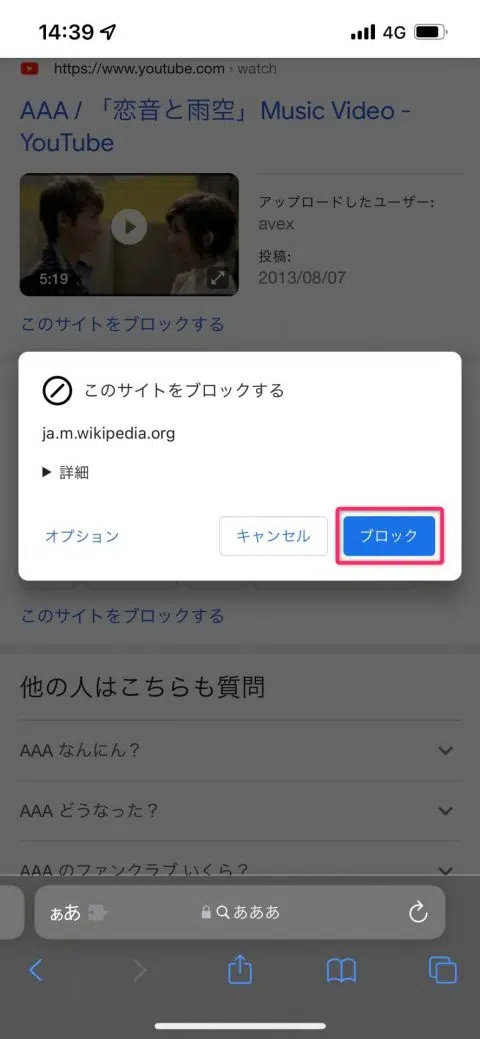 14:39
4G
https://www.youtube.com › watch
AAA / 「恋音と雨空」 Music Video -
YouTube
アップロードしたユーザー:
avex
投稿:
2013/08/07
5:19
このサイトをブロックする
このサイトをブロックする
ja.m.wikipedia.org
▶ 詳細
オプション
キャンセル
ブロック
このサイトをブロックする
他の人はこちらも質問
AAA なんにん？
AAA どうなった？
AAA のファンクラブ いくら？
ぁあ
あああ